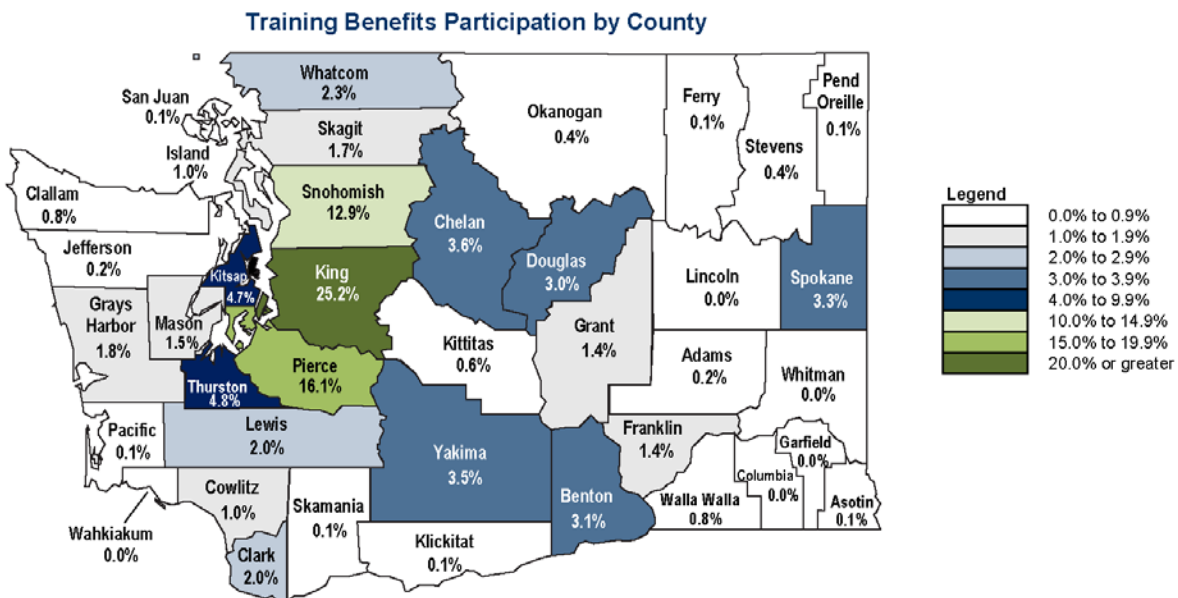 Training Benefits Participation by County
Whatcom
2.3%
San Juan
0.1%
Skagit
1.7%
Island
1.0%
Okanogan
0.4%
Ferry
0.1%
Stevens
0.4%
Pend
Oreille
0.1%
Clallam
0.8%
Snohomish
12.9%
Chelan
3.6%
Douglas
3.0%
Jefferson
0.2%
Kitsap
4.7%
King
25.2%
Lincoln
0.0%
Spokane
3.3%
Grays
Harbor
1.8%
Mason
1.5%
Kittitas
0.6%
Grant
1.4%
Adams
0.2%
Whitman
0.0%
Thurston
4.8%
Pierce
16.1%
Pacific
0.1%
Lewis
2.0%
Yakima
3.5%
Franklin
1.4%
Garfield
0.0%
Columbia
0.0%
Walla Walla
0.8%
Asotin
0.1%
Benton
3.1%
Cowlitz
1.0%
Skamania
0.1%
Wahkiakum
0.0%
Klickitat
0.1%
Clark
2.0%
Legend
0.0% to 0.9%
1.0% to 1.9%
2.0% to 2.9%
3.0% to 3.9%
4.0% to 9.9%
10.0% to 14.9%
15.0% to 19.9%
20.0% or greater